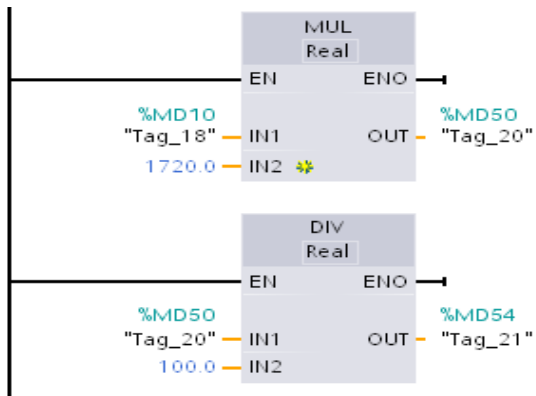 MUL
Real
EN ENO
%MD10 %MD50
"Tag_18" IN1 OUT "Tag_20"
1720.0 IN2
DIV
Real
EN ENO
%MD50 %MD54
"Tag_20" IN1 OUT "Tag_21"
100.0 IN2